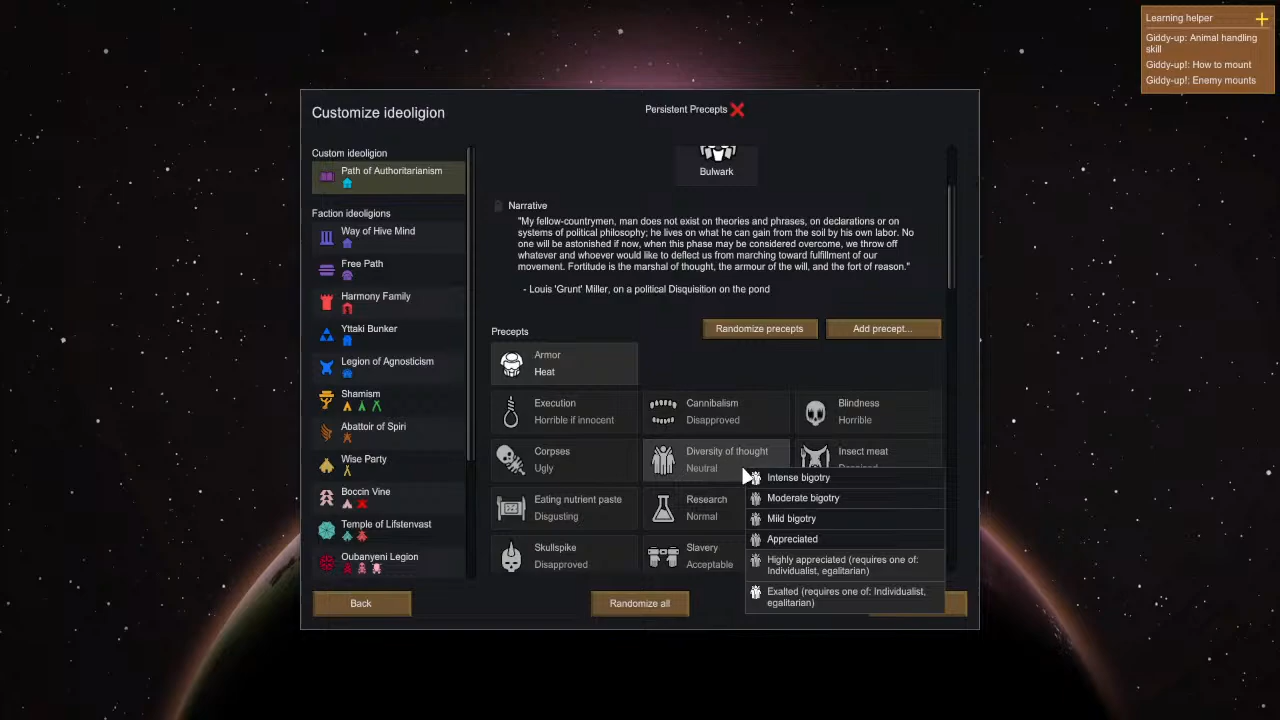 Learning helper
Giddy-up: Animal handling
skill
Giddy-up!: How to mount
Giddy-up!: Enemy mounts
Customize ideoligion
Persistent Precepts
Custom ideoligion
Path of Authoritarianism
Faction ideoligions
Way of Hive Mind
Free Path
Harmony Family
Yttaki Bunker
Legion of Agnosticism
Shamism
Abattoir of Spiri
Wise Party
Boccin Vine
Temple of Lifstenvast
Oubanyeni Legion
Bulwark
Narrative
"My fellow-countrymen, man does not exist on theories and phrases, on declarations or on
systems of political philosophy; he lives on what he can gain from the soil by his own labor. No
one will be astonished if now, when this phase may be considered overcome, we throw off
whatever and whoever would like to deflect us from marching toward fulfillment of our
movement. Fortitude is the marshal of thought, the armour of the will, and the fort of reason."
- Louis 'Grunt' Miller, on a political Disquisition on the pond
Precepts
Randomize precepts
Add precept...
Armor
Heat
Execution
Horrible if innocent
Cannibalism
Disapproved
Blindness
Horrible
Corpses
Ugly
Diversity of thought
Neutral
Insect meat
Despised
Eating nutrient paste
Disgusting
Research
Normal
Skullspike
Disapproved
Slavery
Acceptable
Intense bigotry
Moderate bigotry
Mild bigotry
Appreciated
Highly appreciated (requires one of:
Individualist, egalitarian)
Exalted (requires one of: Individualist,
egalitarian)
Back
Randomize all